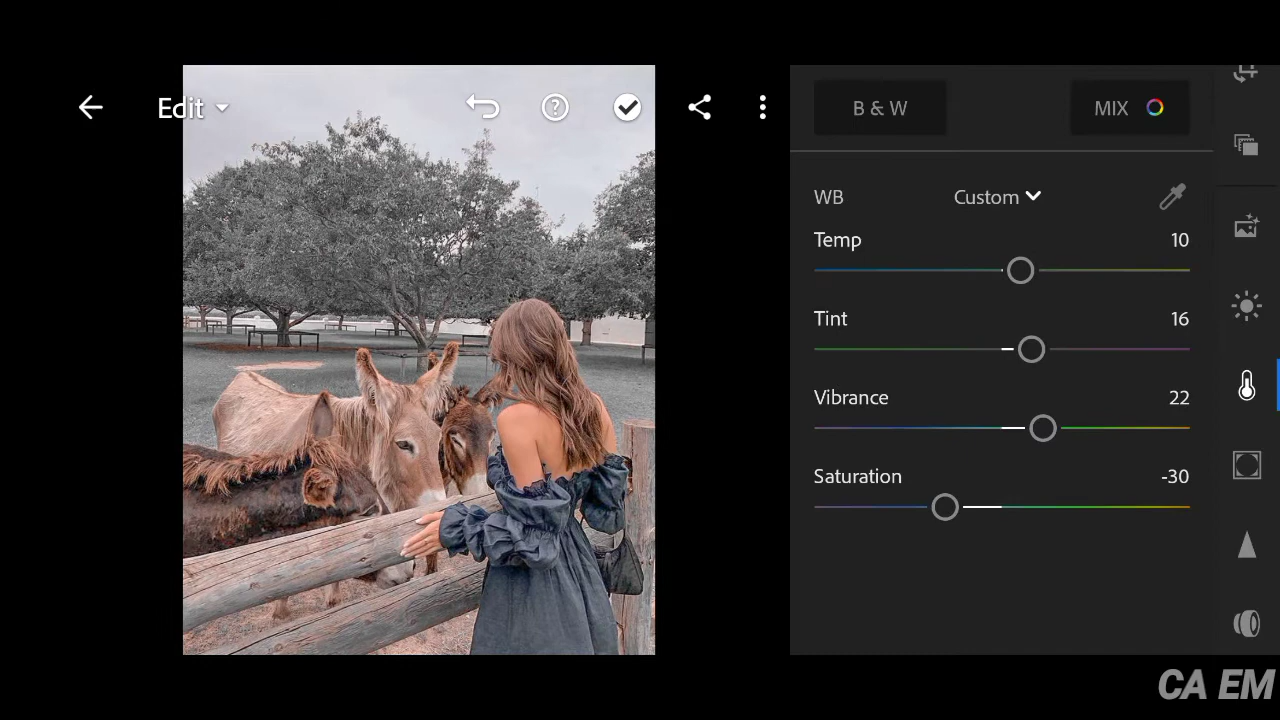 Edit
B & W
MIX
WB
Custom
Temp
10
Tint
16
Vibrance
22
Saturation
-30
CA EM